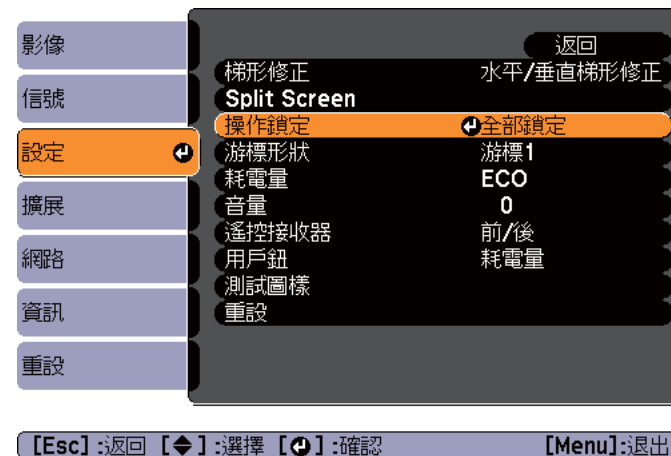 影像
信號
設定
擴展
網路
資訊
重設
返回
梯形修正 水平/垂直梯形修正
Split Screen
操作鎖定 全部鎖定
游標形狀 游標1
耗電量 ECO
音量 0
遙控接收器 前/後
用戶鈕 耗電量
測試圖樣
重設
[Esc] :返回 [◆] :選擇 [↵] :確認 [Menu]:退出